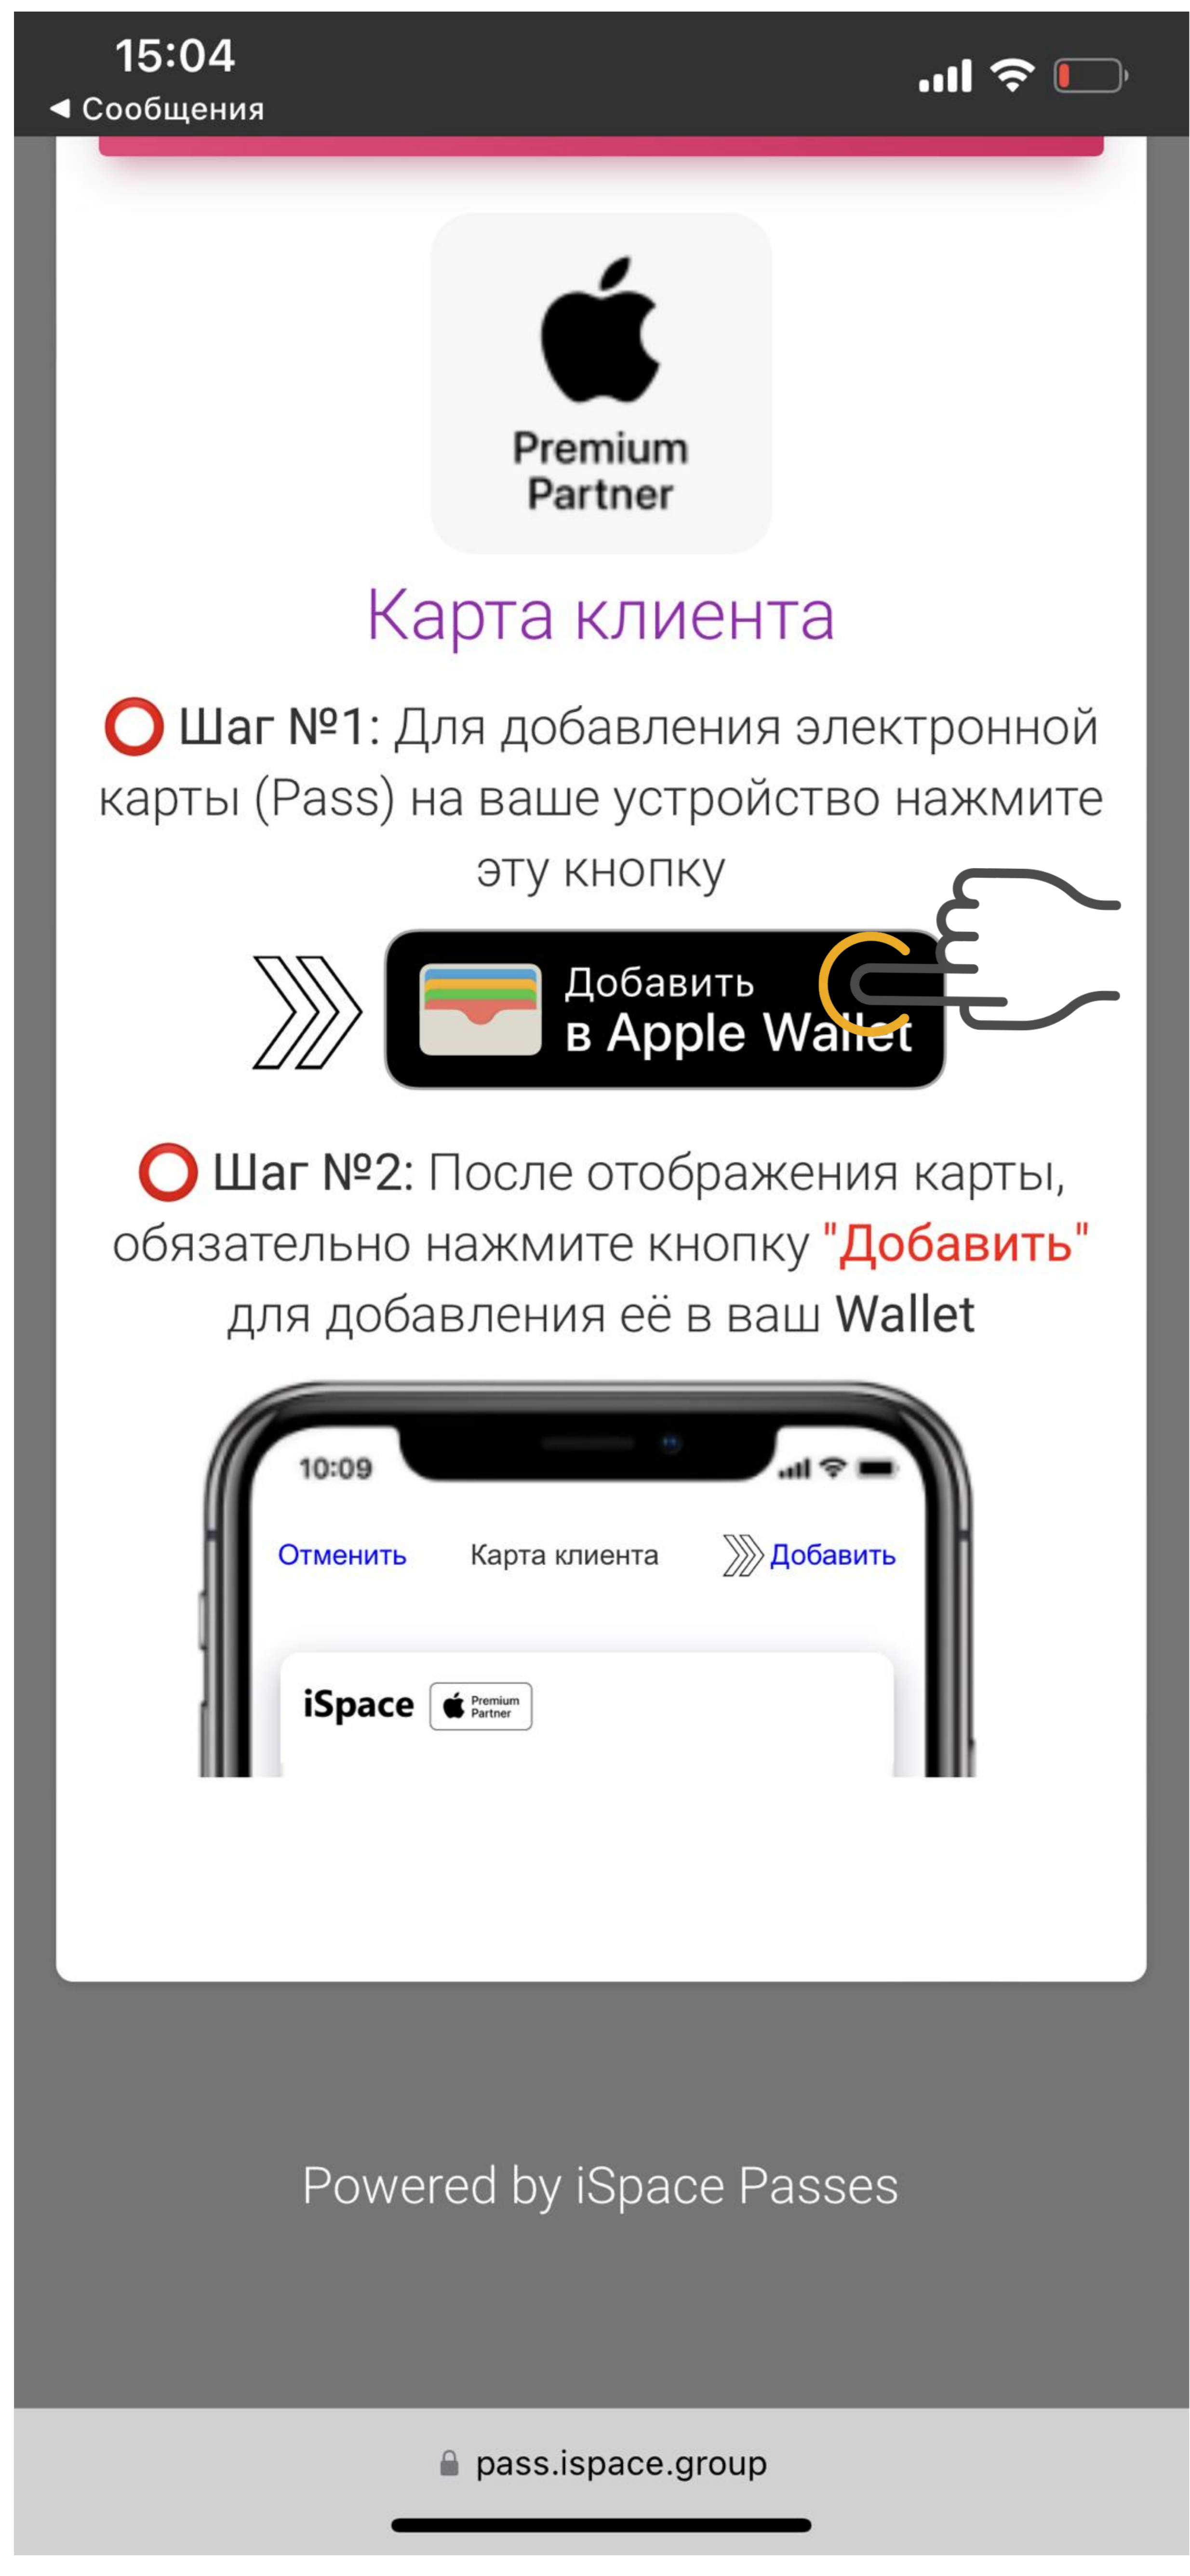 15:04
◀ Сообщения
Premium
Partner
Карта клиента
⭕ Шаг №1: Для добавления электронной
карты (Pass) на ваше устройство нажмите
эту кнопку
Добавить
в Apple Wallet
⭕ Шаг №2: После отображения карты,
обязательно нажмите кнопку "Добавить"
для добавления её в ваш Wallet
10:09
Отменить Карта клиента Добавить
iSpace Premium
Partner
Powered by iSpace Passes
pass.ispace.group